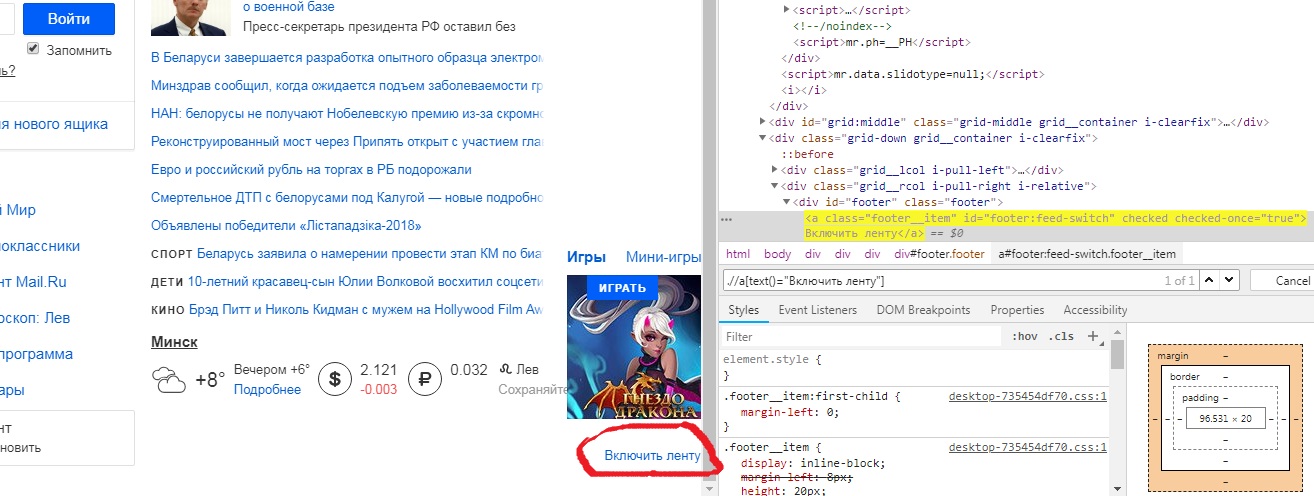 Войти
Запомнить
ь?
я нового ящика
й Мир
ноклассники
нт Mail.Ru
оскоп: Лев
программа
ары
нт
новить
о военной базе
Пресс-секретарь президента РФ оставил без
В Беларуси завершается разработка опытного образца электром
Минздрав сообщил, когда ожидается подъем заболеваемости гр
НАН: белорусы не получают Нобелевскую премию из-за скромно
Реконструированный мост через Припять открыт с участием гла
Евро и российский рубль на торгах в РБ подорожали
Смертельное ДТП с белорусами под Калугой — новые подробно
Объявлены победители «Лістападзіка-2018»
СПОРТ Беларусь заявила о намерении провести этап КМ по биа
ДЕТИ 10-летний красавец-сын Юлии Волковой восхитил соцсети
КИНО Брэд Питт и Николь Кидман с мужем на Hollywood Film Aw
Минск
+8° Вечером +6° $ 2.121 ₽ 0.032 ♌ Лев
Подробнее -0.003 Сохраняйте
Игры Мини-игры
ИГРАТЬ
ГНЕЗДО
ДРАКОНА
Включить ленту
<script>…</script>
<!--/noindex-->
<script>mr.ph=__PH</script>
</div>
<script>mr.data.slidotype=null;</script>
<i></i>
</div>
<div id="grid:middle" class="grid-middle grid__container i-clearfix">…</div>
<div class="grid-down grid__container i-clearfix">
::before
<div class="grid__lcol i-pull-left">…</div>
<div class="grid__rcol i-pull-right i-relative">
<div id="footer" class="footer">
… <a class="footer__item" id="footer:feed-switch" checked checked-once="true">
Включить ленту</a> == $0
html body div div div div#footer.footer a#footer:feed-switch.footer__item
.//a[text()="Включить ленту"] 1 of 1 Cancel
Styles Event Listeners DOM Breakpoints Properties Accessibility
Filter :hov .cls +
element.style {
}
.footer__item:first-child { desktop-735454df70.css:1
margin-left: 0;
}
.footer__item { desktop-735454df70.css:1
display: inline-block;
margin-left: 8px;
height: 20px;
margin –
border –
padding –
– – – 96.531 × 20 – – –
–
–
–